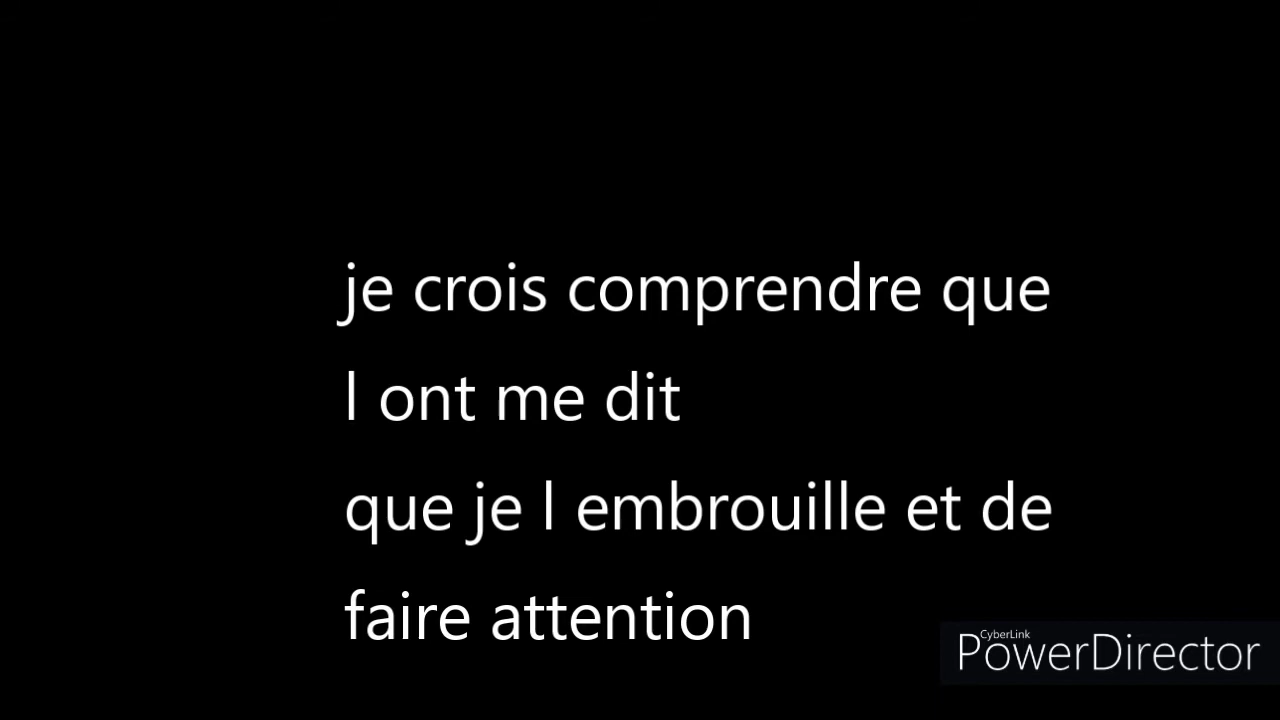 je crois comprendre que
l ont me dit
que je l embrouille et de
faire attention
CyberLink
PowerDirector